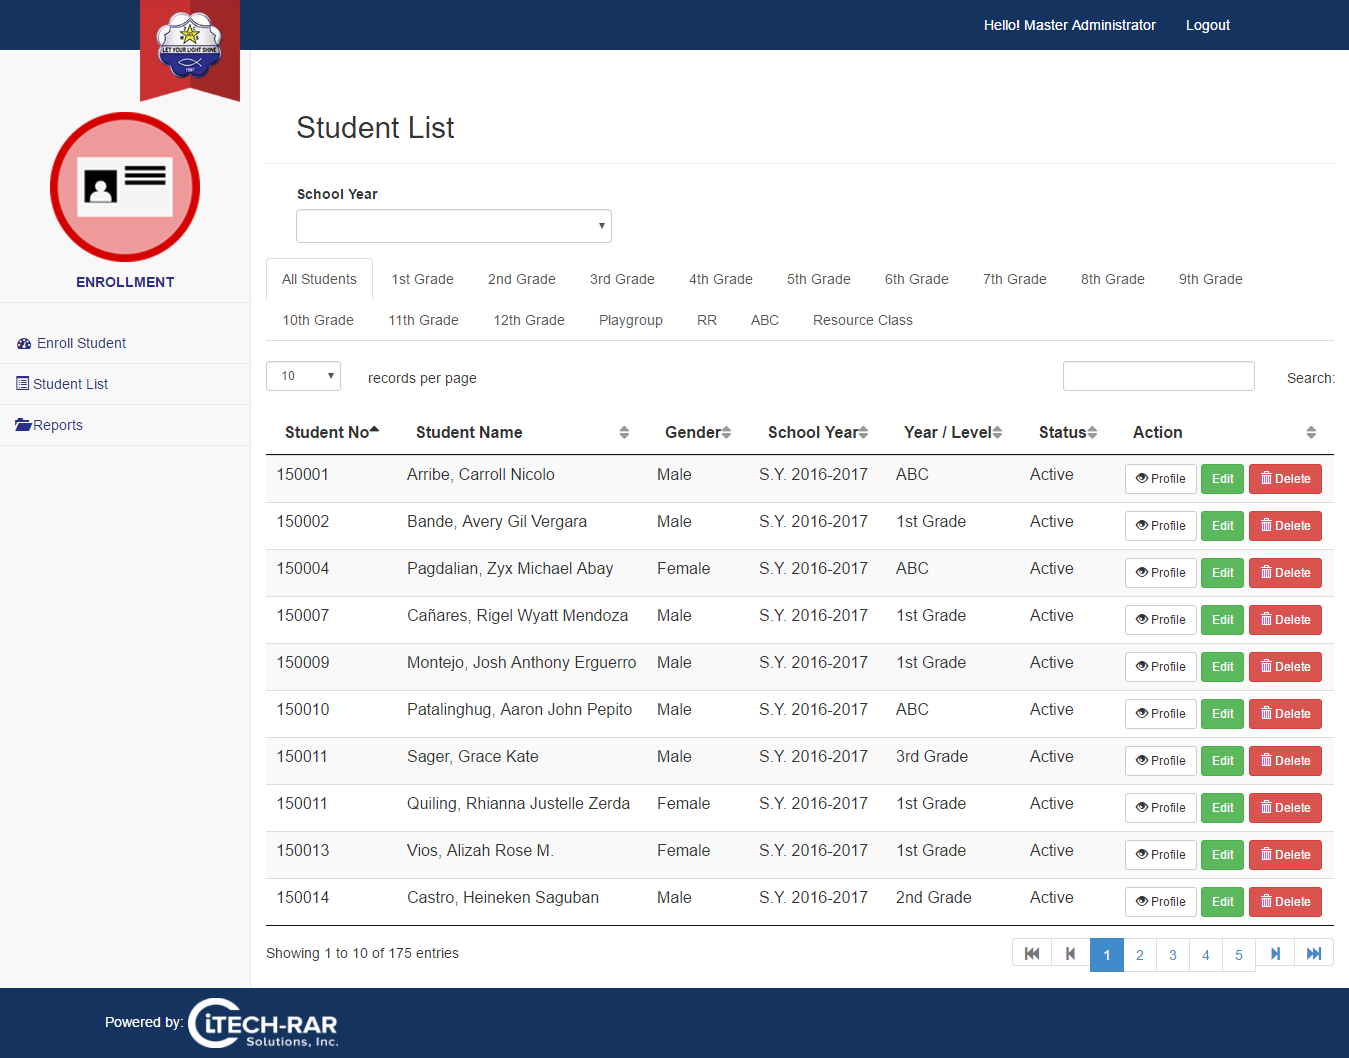 Hello! Master Administrator Logout
LET YOUR LIGHT SHINE
1997
Student List
School Year
ENROLLMENT
All Students 1st Grade 2nd Grade 3rd Grade 4th Grade 5th Grade 6th Grade 7th Grade 8th Grade 9th Grade
10th Grade 11th Grade 12th Grade Playgroup RR ABC Resource Class
Enroll Student
Student List
Reports
10 records per page Search:
Student No Student Name Gender School Year Year / Level Status Action
150001 Arribe, Carroll Nicolo Male S.Y. 2016-2017 ABC Active Profile Edit Delete
150002 Bande, Avery Gil Vergara Male S.Y. 2016-2017 1st Grade Active Profile Edit Delete
150004 Pagdalian, Zyx Michael Abay Female S.Y. 2016-2017 ABC Active Profile Edit Delete
150007 Cañares, Rigel Wyatt Mendoza Male S.Y. 2016-2017 1st Grade Active Profile Edit Delete
150009 Montejo, Josh Anthony Erguerro Male S.Y. 2016-2017 1st Grade Active Profile Edit Delete
150010 Patalinghug, Aaron John Pepito Male S.Y. 2016-2017 ABC Active Profile Edit Delete
150011 Sager, Grace Kate Male S.Y. 2016-2017 3rd Grade Active Profile Edit Delete
150011 Quiling, Rhianna Justelle Zerda Female S.Y. 2016-2017 1st Grade Active Profile Edit Delete
150013 Vios, Alizah Rose M. Female S.Y. 2016-2017 1st Grade Active Profile Edit Delete
150014 Castro, Heineken Saguban Male S.Y. 2016-2017 2nd Grade Active Profile Edit Delete
Showing 1 to 10 of 175 entries 1 2 3 4 5
Powered by: iTECH-RAR
Solutions, Inc.